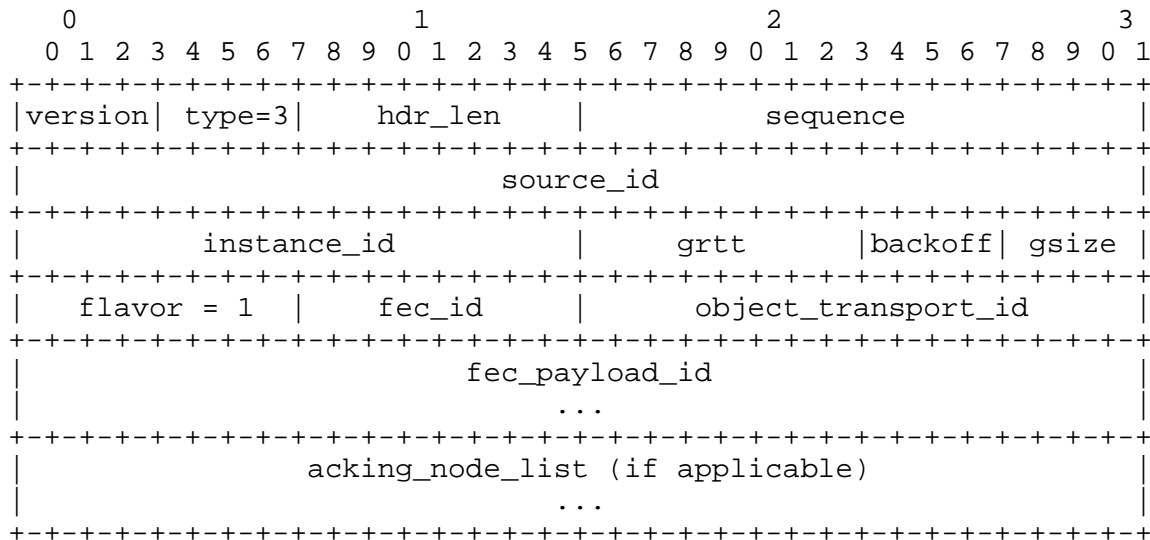 0                   1                   2                   3
   0 1 2 3 4 5 6 7 8 9 0 1 2 3 4 5 6 7 8 9 0 1 2 3 4 5 6 7 8 9 0 1
+-+-+-+-+-+-+-+-+-+-+-+-+-+-+-+-+-+-+-+-+-+-+-+-+-+-+-+-+-+-+-+-+
|version| type=3|    hdr_len    |          sequence             |
+-+-+-+-+-+-+-+-+-+-+-+-+-+-+-+-+-+-+-+-+-+-+-+-+-+-+-+-+-+-+-+-+
|                           source_id                           |
+-+-+-+-+-+-+-+-+-+-+-+-+-+-+-+-+-+-+-+-+-+-+-+-+-+-+-+-+-+-+-+-+
|          instance_id          |     grtt      |backoff| gsize |
+-+-+-+-+-+-+-+-+-+-+-+-+-+-+-+-+-+-+-+-+-+-+-+-+-+-+-+-+-+-+-+-+
|   flavor = 1  |    fec_id     |      object_transport_id      |
+-+-+-+-+-+-+-+-+-+-+-+-+-+-+-+-+-+-+-+-+-+-+-+-+-+-+-+-+-+-+-+-+
|                         fec_payload_id                        |
|                              ...                              |
+-+-+-+-+-+-+-+-+-+-+-+-+-+-+-+-+-+-+-+-+-+-+-+-+-+-+-+-+-+-+-+-+
|                acking_node_list (if applicable)               |
|                              ...                              |
+-+-+-+-+-+-+-+-+-+-+-+-+-+-+-+-+-+-+-+-+-+-+-+-+-+-+-+-+-+-+-+-+